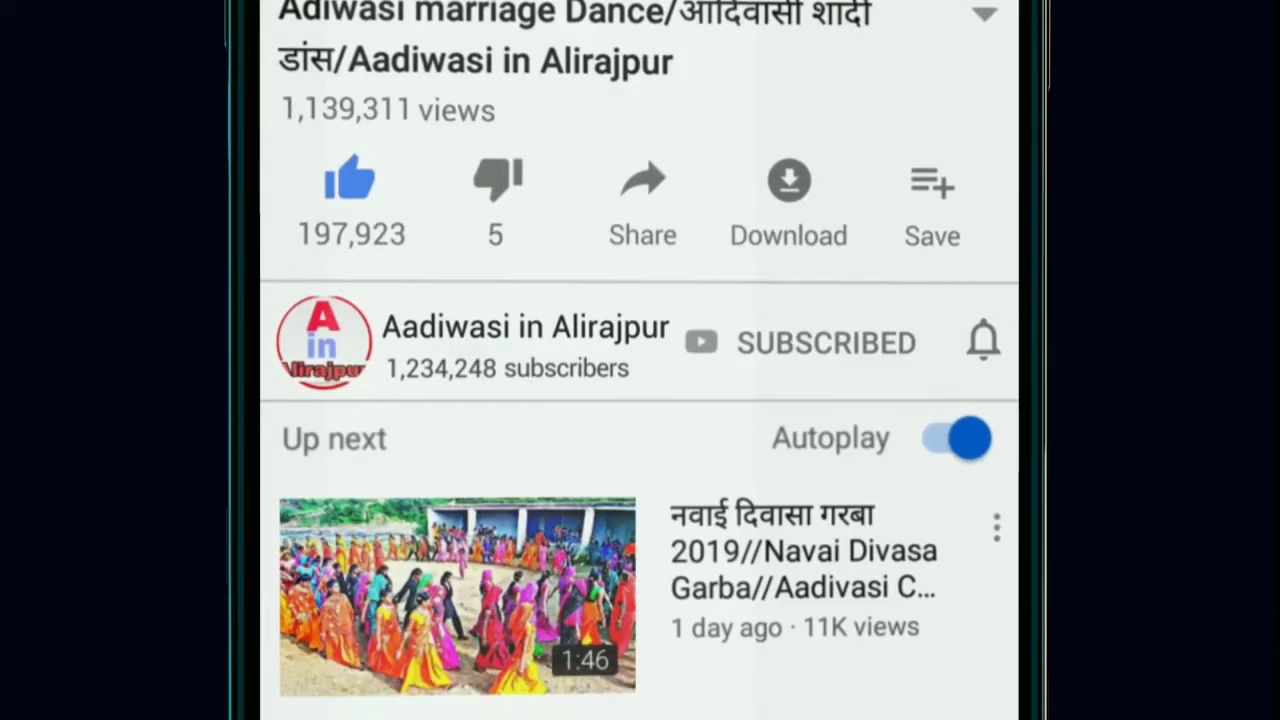 Adiwasi marriage Dance/आदिवासी शादी
डांस/Aadiwasi in Alirajpur
1,139,311 views
197,923 5 Share Download Save
A
in
Alirajpur
Aadiwasi in Alirajpur SUBSCRIBED
1,234,248 subscribers
Up next Autoplay
नवाई दिवासा गरबा
2019//Navai Divasa
Garba//Aadivasi C...
1 day ago · 11K views
1:46